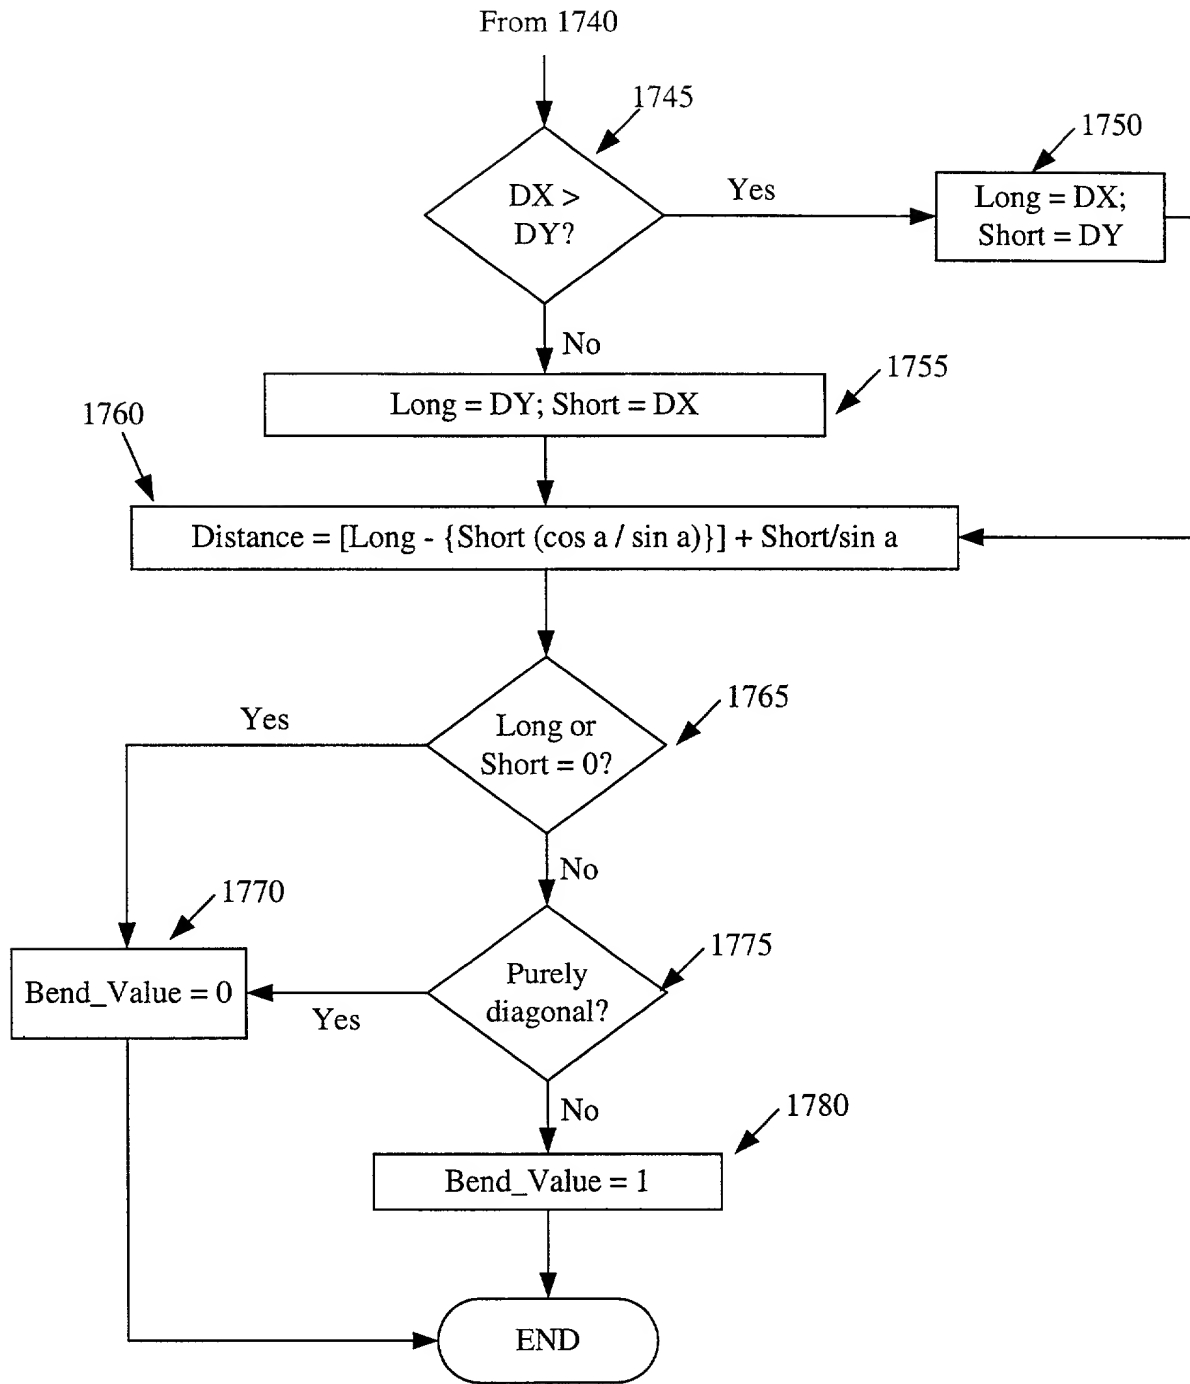 From 1740
1745
1750
DX >
DY?
Yes
Long = DX;
Short = DY
No
1755
Long = DY; Short = DX
1760
Distance = [Long - {Short (cos a / sin a)}] + Short/sin a
1765
Yes
Long or
Short = 0?
No
1770
1775
Bend_Value = 0
Purely
diagonal?
Yes
No
1780
Bend_Value = 1
END